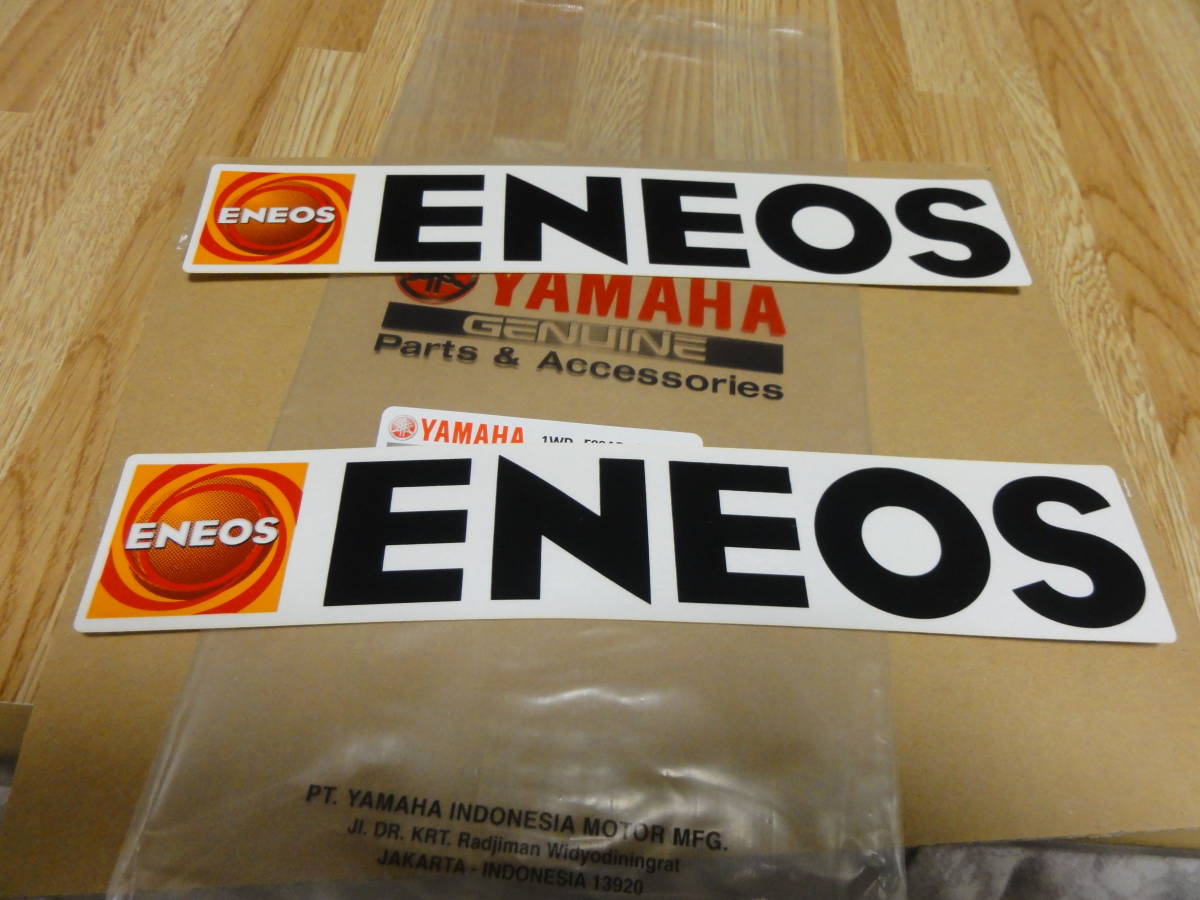 ENEOS ENEOS
YAMAHA
GENUINE
Parts & Accessories
YAMAHA 1WD
ENEOS ENEOS
PT. YAMAHA INDONESIA MOTOR MFG.
Jl. DR. KRT. Radjiman Widyodiningrat
JAKARTA - INDONESIA 13920